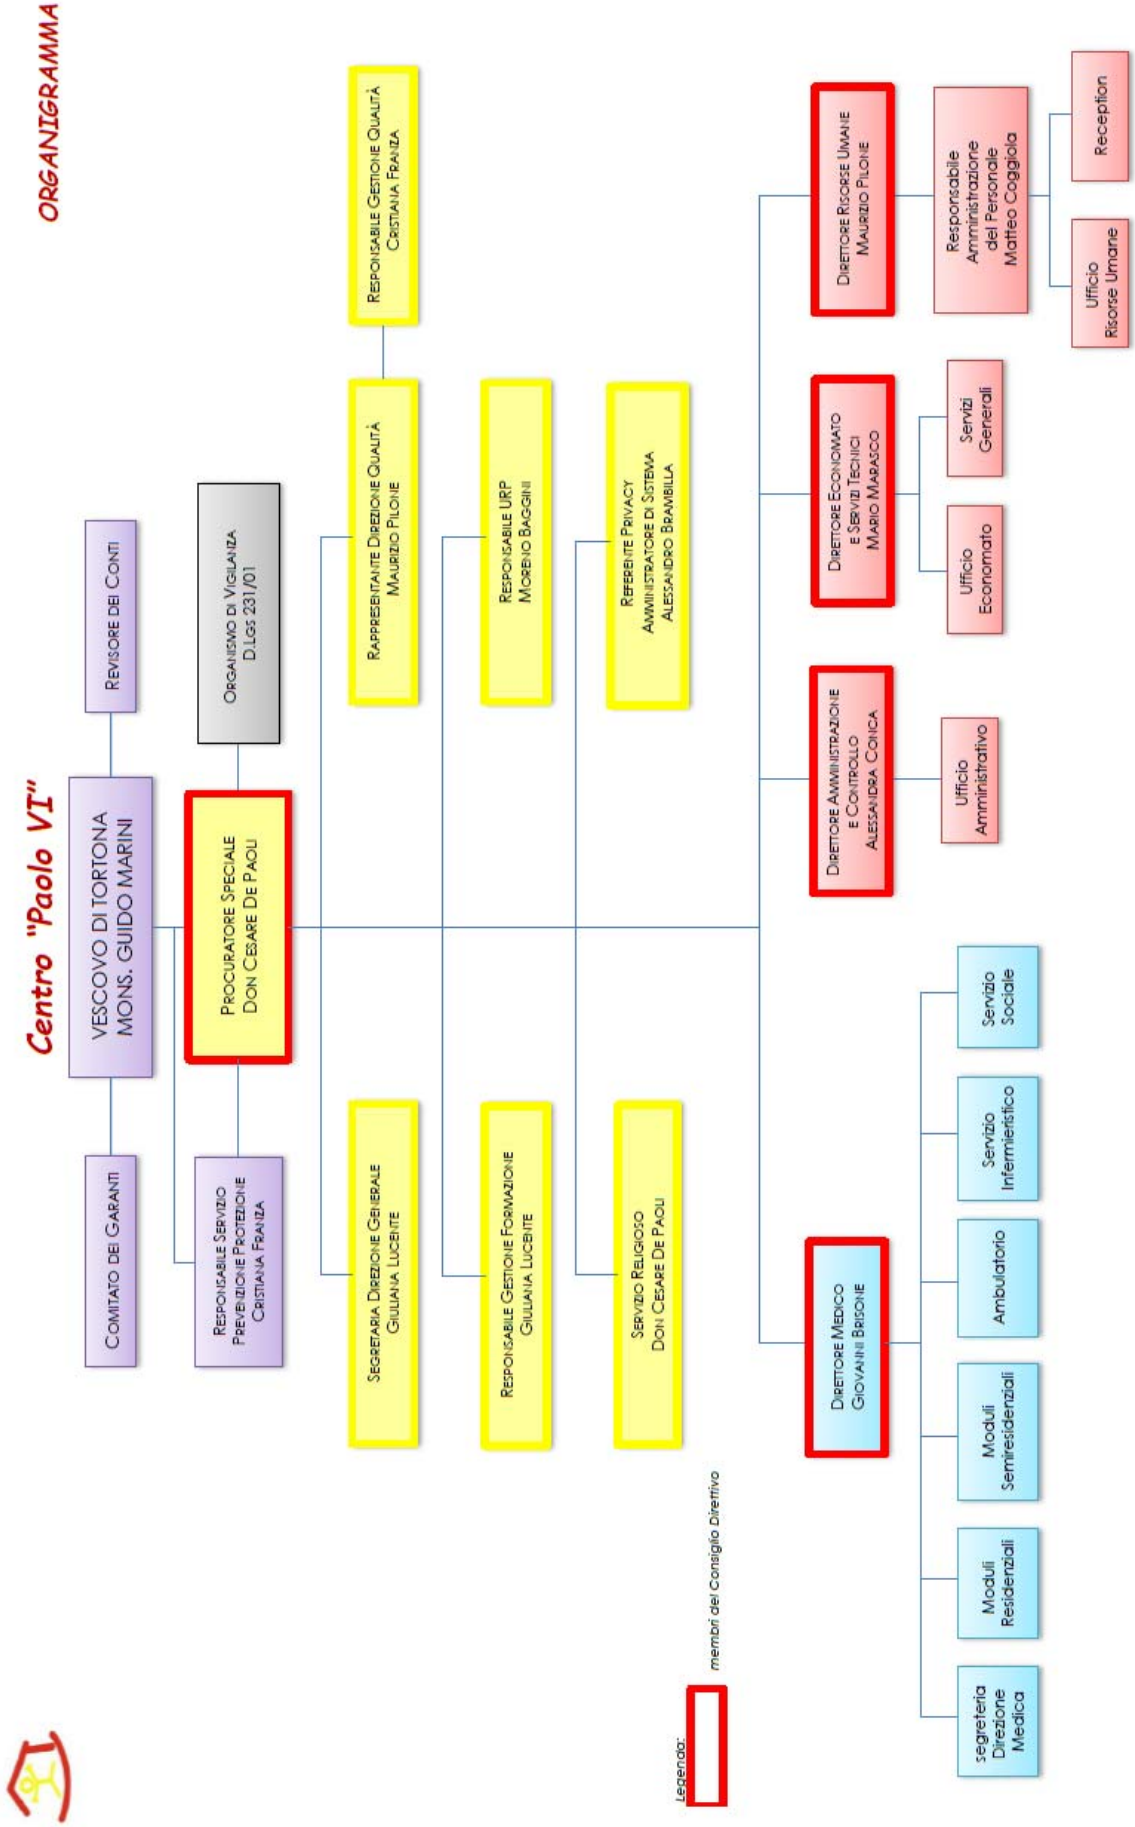 Centro "Paolo VI"
ORGANIGRAMMA
COMITATO DEI GARANTI
VESCOVO DI TORTONA
MONS. GUIDO MARINI
REVISORE DEI CONTI
RESPONSABILE SERVIZIO
PREVENZIONE PROTEZIONE
CRISTIANA FRANZA
PROCURATORE SPECIALE
DON CESARE DE PAOLI
ORGANISMO DI VIGILANZA
D.LGS 231/01
SEGRETARIA DIREZIONE GENERALE
GIULIANA LUCENTE
RAPPRESENTANTE DIREZIONE QUALITÀ
MAURIZIO PILONE
RESPONSABILE GESTIONE QUALITÀ
CRISTIANA FRANZA
RESPONSABILE GESTIONE FORMAZIONE
GIULIANA LUCENTE
RESPONSABILE URP
MORENO BAGGINI
SERVIZIO RELIGIOSO
DON CESARE DE PAOLI
REFERENTE PRIVACY
AMMINISTRATORE DI SISTEMA
ALESSANDRO BRAMBILLA
Legenda:
membri del Consiglio Direttivo
DIRETTORE MEDICO
GIOVANNI BRISONE
DIRETTORE AMMINISTRAZIONE
E CONTROLLO
ALESSANDRA CONCA
DIRETTORE ECONOMATO
E SERVIZI TECNICI
MARIO MARASCO
DIRETTORE RISORSE UMANE
MAURIZIO PILONE
segreteria
Direzione
Medica
Moduli
Residenziali
Moduli
Semiresidenziali
Ambulatorio
Servizio
Infermieristico
Servizio
Sociale
Ufficio
Amministrativo
Ufficio
Economato
Servizi
Generali
Responsabile
Amministrazione
del Personale
Matteo Coggiola
Ufficio
Risorse Umane
Reception